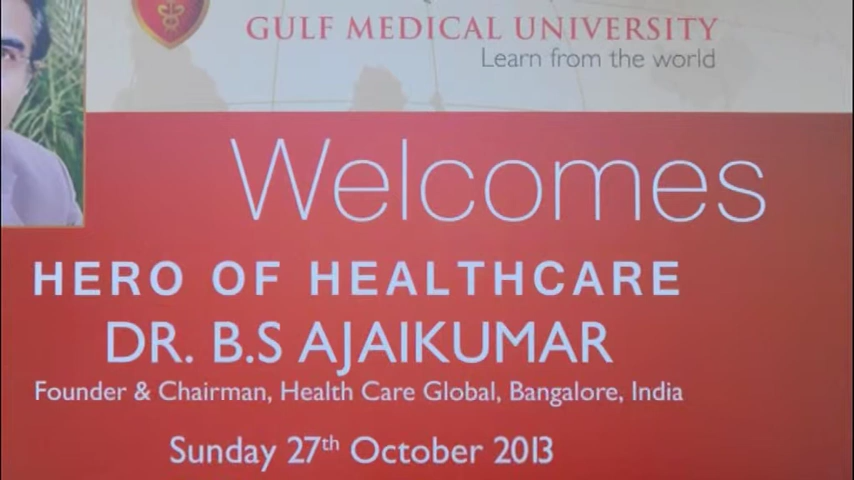 GULF MEDICAL UNIVERSITY
Learn from the world
Welcomes
HERO OF HEALTHCARE
DR. B.S AJAIKUMAR
Founder & Chairman, Health Care Global, Bangalore, India
Sunday 27th October 2013